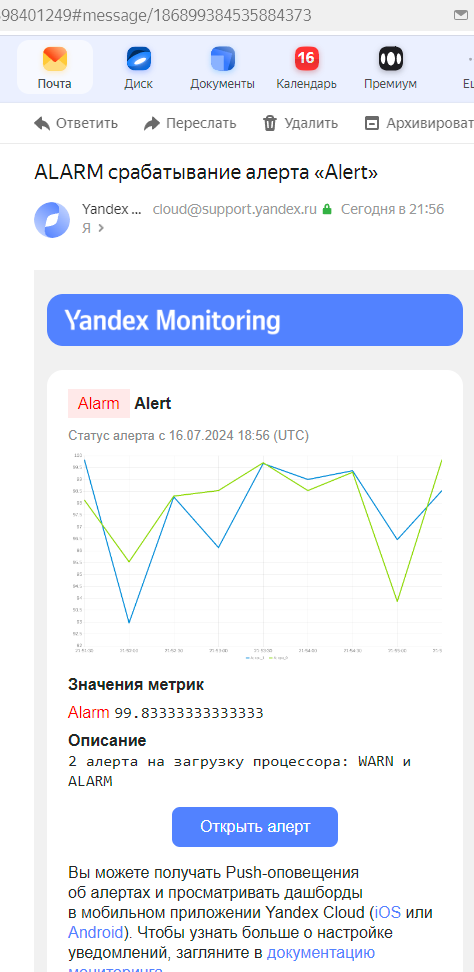 98401249#message/186899384535884373
16
Почта Диск Документы Календарь Премиум
Ответить Переслать Удалить Архивироват
ALARM срабатывание алерта «Alert»
Yandex ... cloud@support.yandex.ru Сегодня в 21:56
Я >
Yandex Monitoring
Alarm Alert
Статус алерта с 16.07.2024 18:56 (UTC)
Значения метрик
Alarm 99.83333333333333
Описание
2 алерта на загрузку процессора: WARN и
ALARM
Открыть алерт
Вы можете получать Push-оповещения
об алертах и просматривать дашборды
в мобильном приложении Yandex Cloud (iOS или
Android). Чтобы узнать больше о настройке
уведомлений, загляните в документацию
мониторинга